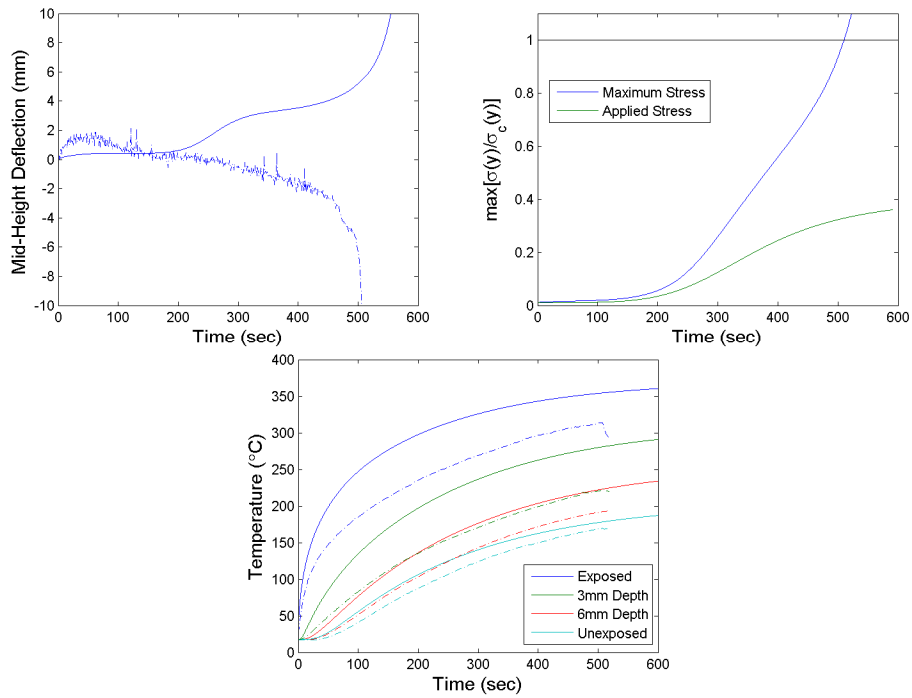 Mid-Height Deflection (mm)
10
8
6
4
2
0
-2
-4
-6
-8
-10
0 100 200 300 400 500 600
Time (sec)
max[σ(y)/σc(y)]
1
0.8
0.6
0.4
0.2
0
Maximum Stress
Applied Stress
0 100 200 300 400 500 600
Time (sec)
Temperature (°C)
400
350
300
250
200
150
100
50
0
Exposed
3mm Depth
6mm Depth
Unexposed
0 100 200 300 400 500 600
Time (sec)